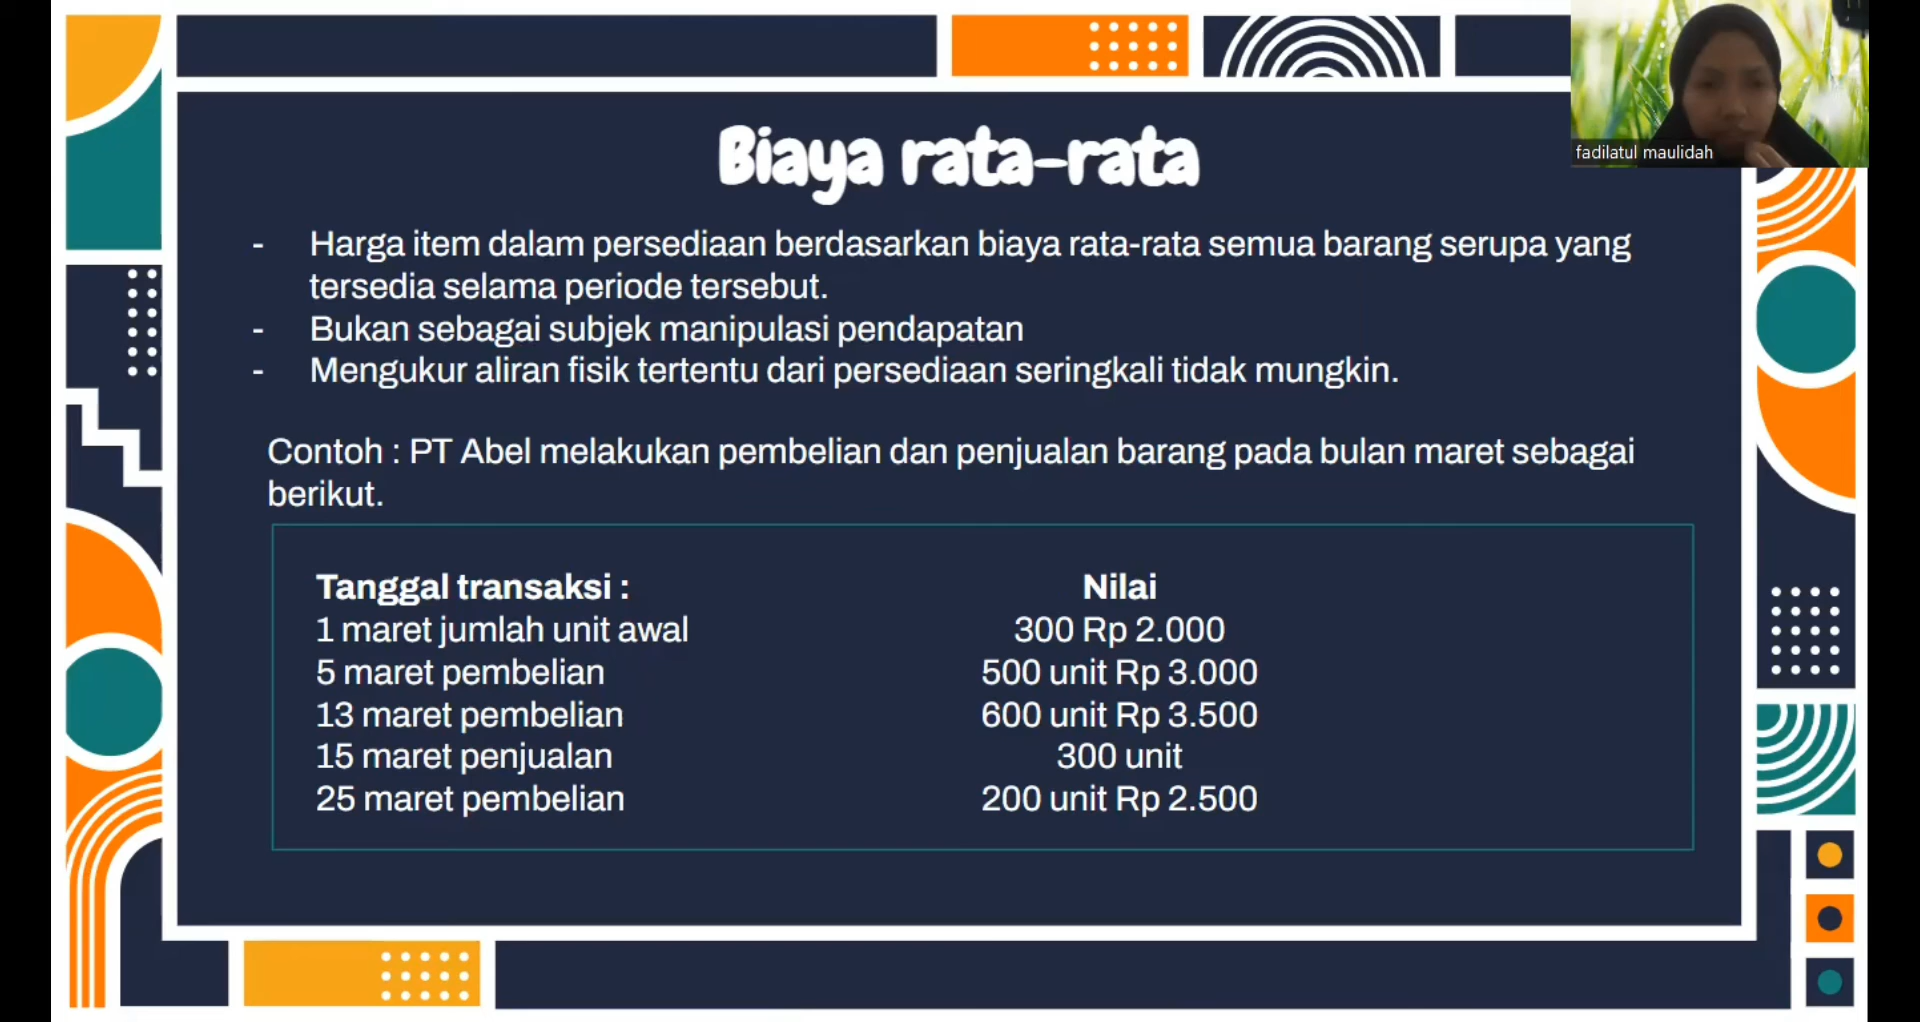 Biaya rata-rata
fadilatul maulidah
- Harga item dalam persediaan berdasarkan biaya rata-rata semua barang serupa yang
tersedia selama periode tersebut.
- Bukan sebagai subjek manipulasi pendapatan
- Mengukur aliran fisik tertentu dari persediaan seringkali tidak mungkin.
Contoh : PT Abel melakukan pembelian dan penjualan barang pada bulan maret sebagai
berikut.
Tanggal transaksi : Nilai
1 maret jumlah unit awal 300 Rp 2.000
5 maret pembelian 500 unit Rp 3.000
13 maret pembelian 600 unit Rp 3.500
15 maret penjualan 300 unit
25 maret pembelian 200 unit Rp 2.500